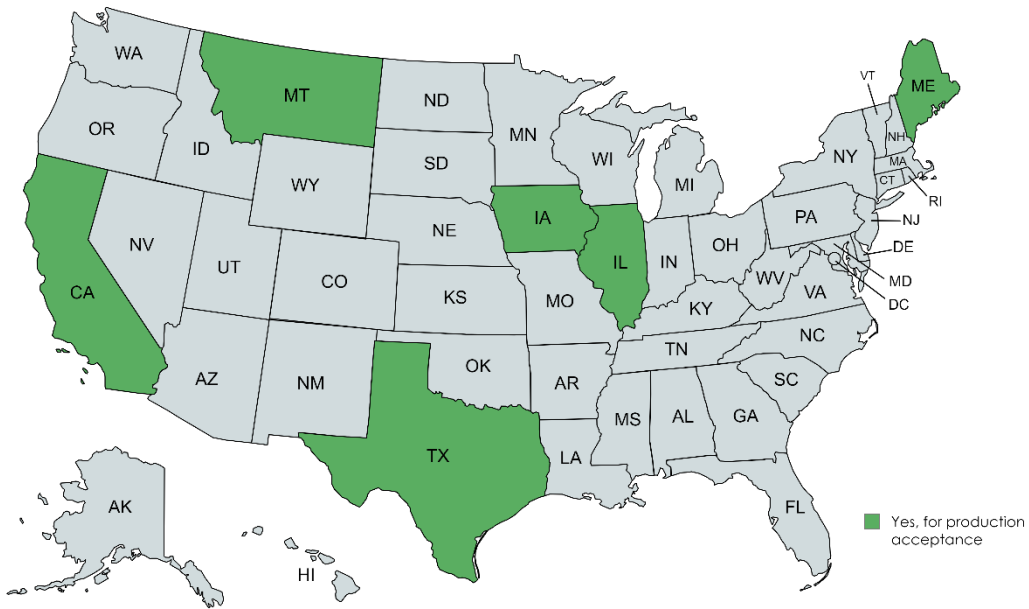 WA
MT
ND
MN
VT
ME
OR
ID
SD
WI
MI
NY
NH
MA
CT
RI
WY
IA
NE
PA
NJ
NV
UT
CO
IL
IN
OH
DE
MD
DC
CA
KS
MO
WV
VA
KY
AZ
NM
OK
AR
TN
NC
SC
TX
LA
MS
AL
GA
FL
AK
HI
Yes, for production
acceptance